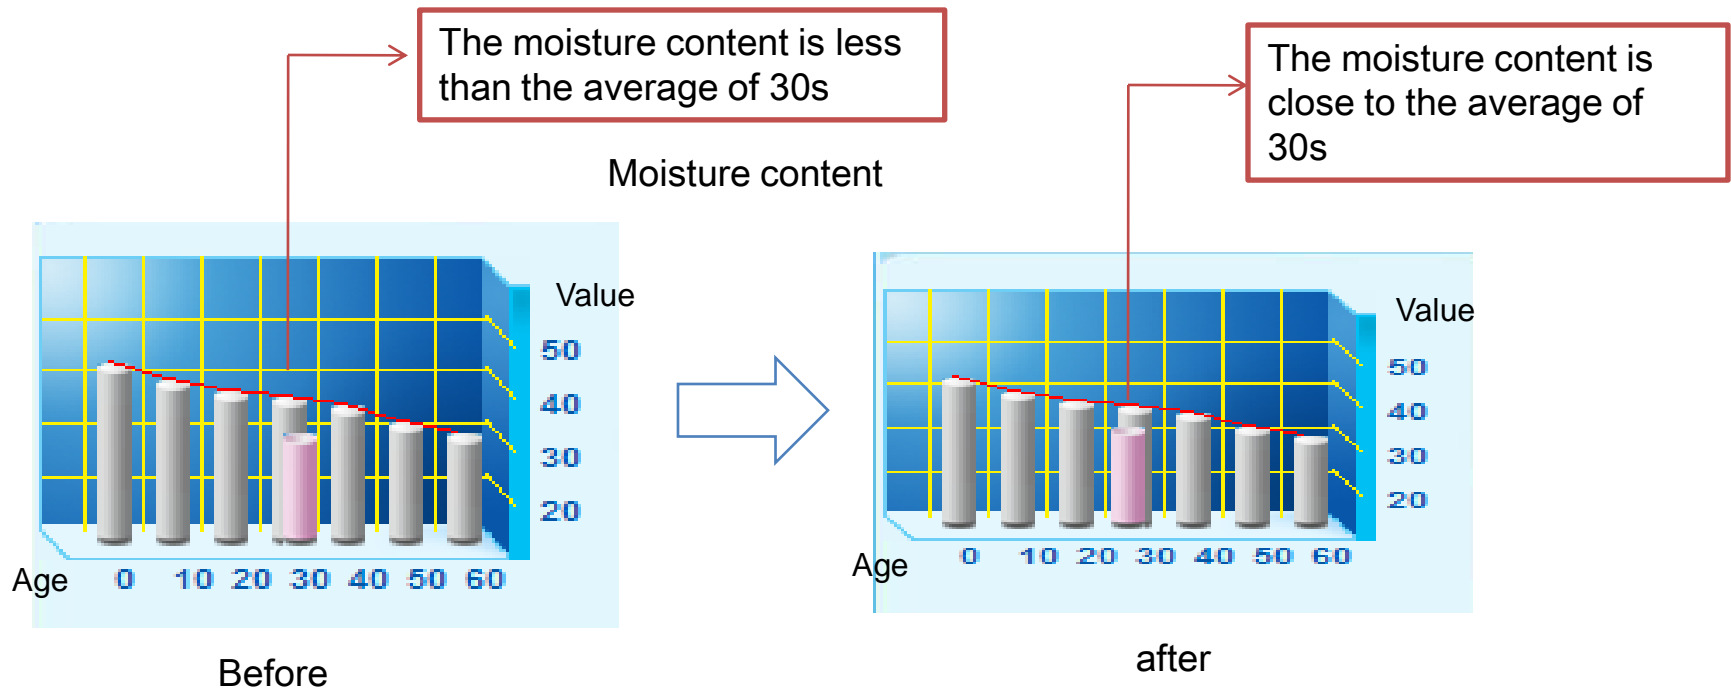 The moisture content is less
than the average of 30s
The moisture content is
close to the average of
30s
Moisture content
Value
50
40
30
20
Age
0 10 20 30 40 50 60
Before
Value
50
40
30
20
Age
0 10 20 30 40 50 60
after